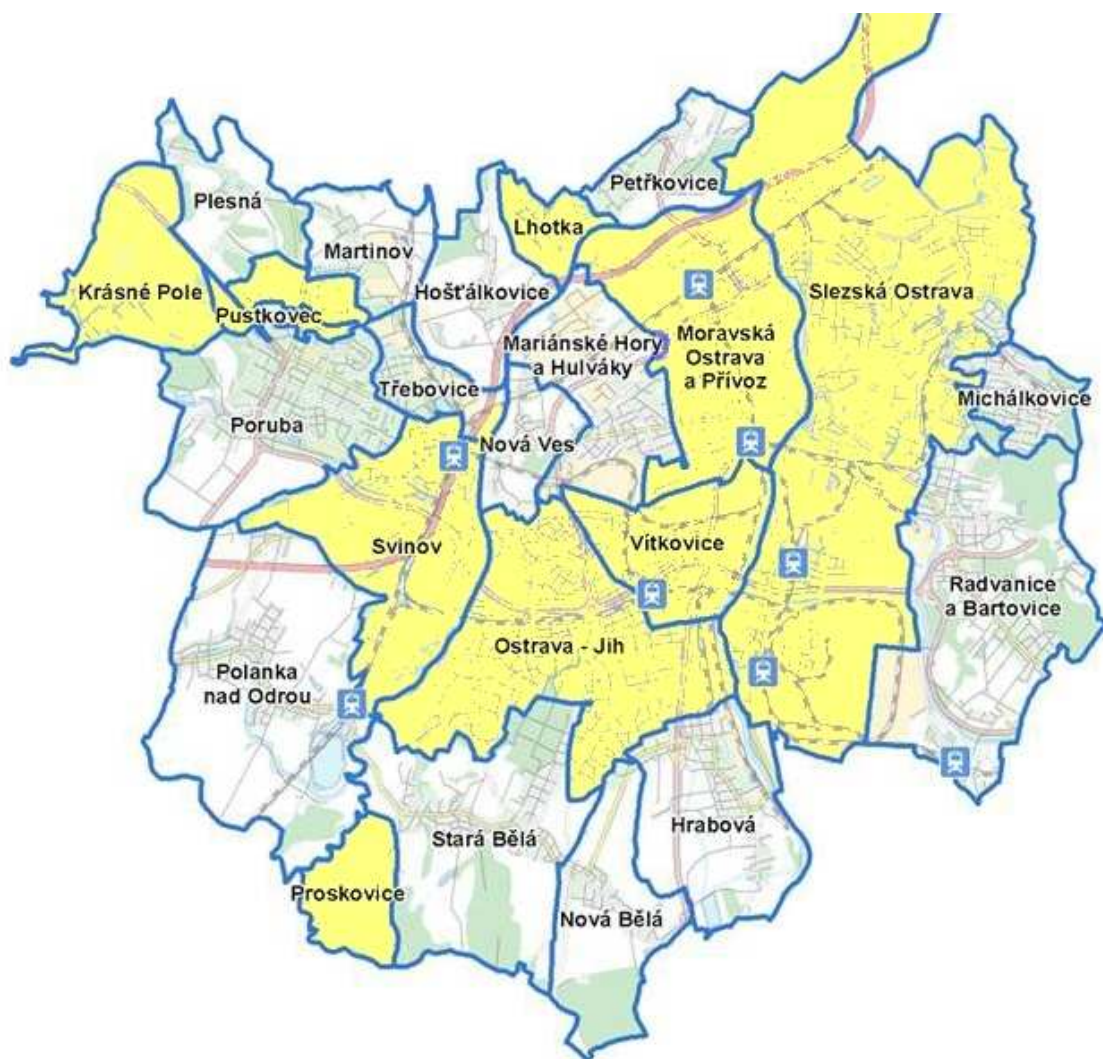 Petřkovice
Plesná
Lhotka
Martinov
Krásné Pole
Hošťálkovice
Slezská Ostrava
Pustkovec
Mariánské Hory
a Hulváky
Moravská
Ostrava
a Přívoz
Třebovice
Michálkovice
Poruba
Nová Ves
Svinov
Vítkovice
Radvanice
a Bartovice
Ostrava - Jih
Polanka
nad Odrou
Hrabová
Stará Bělá
Proskovice
Nová Bělá